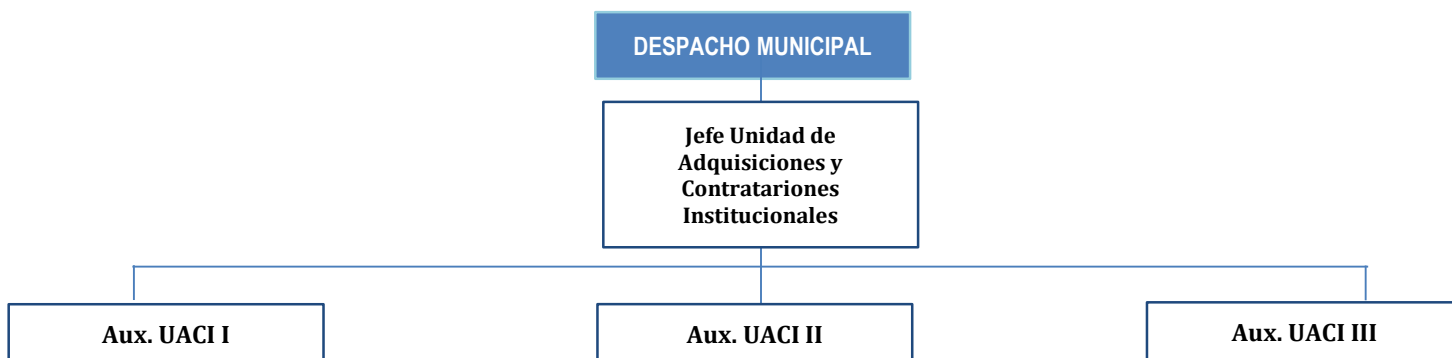 DESPACHO MUNICIPAL
Jefe Unidad de
Adquisiciones y
Contratariones
Institucionales
Aux. UACI I
Aux. UACI II
Aux. UACI III